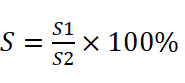 S = S1/S2 × 100%